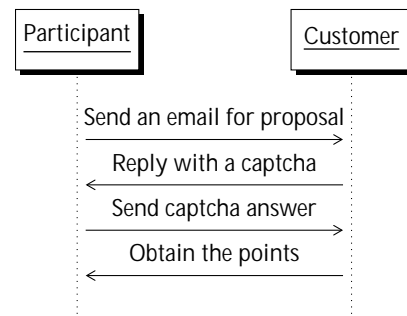 Participant
Customer
Send an email for proposal
Reply with a captcha
Send captcha answer
Obtain the points